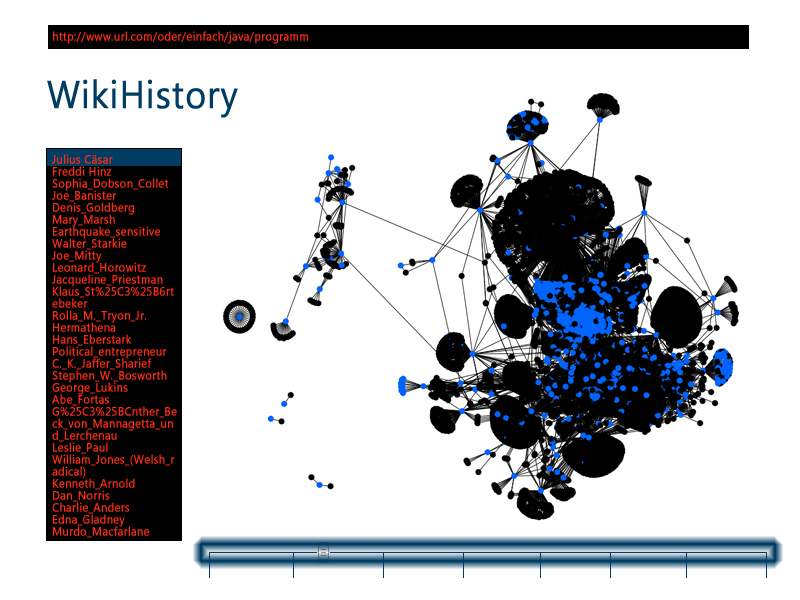 http://www.url.com/oder/einfach/java/programm
WikiHistory
Julius Cäsar
Freddi Hinz
Sophia_Dobson_Collet
Joe_Banister
Denis_Goldberg
Mary_Marsh
Earthquake_sensitive
Walter_Starkie
Joe_Mitty
Leonard_Horowitz
Jacqueline_Priestman
Klaus_St%25C3%25B6rt
ebeker
Rolla_M._Tryon_Jr.
Hermathena
Hans_Eberstark
Political_entrepreneur
C._K._Jaffer_Sharief
Stephen_W._Bosworth
George_Lukins
Abe_Fortas
G%25C3%25BCnther_Be
ck_von_Mannagetta_un
d_Lerchenau
Leslie_Paul
William_Jones_(Welsh_r
adical)
Kenneth_Arnold
Dan_Norris
Charlie_Anders
Edna_Gladney
Murdo_Macfarlane